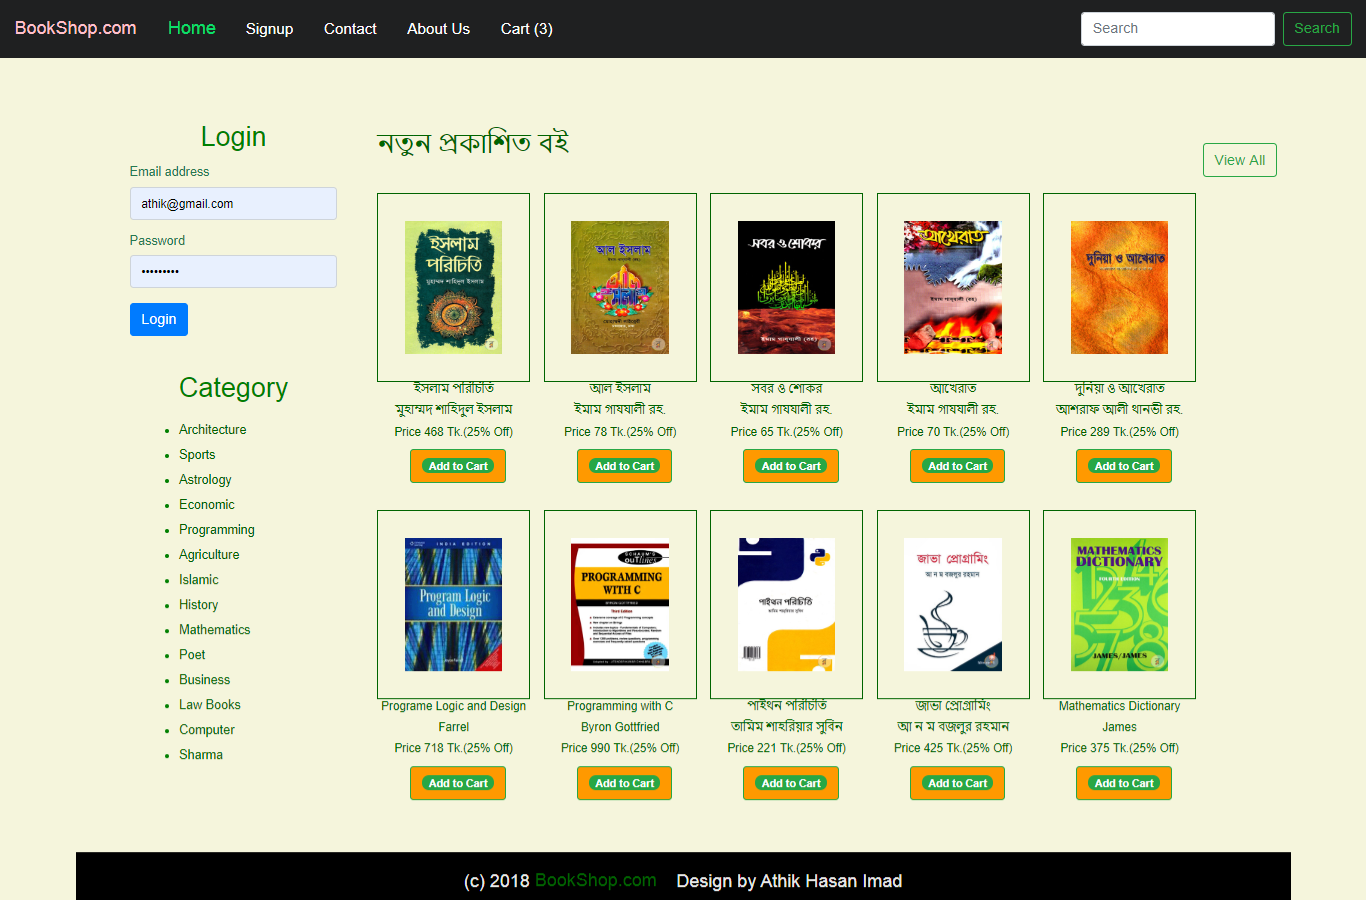 BookShop.com Home Signup Contact About Us Cart (3) Search Search
Login
Email address
athik@gmail.com
Password
•••••••••
Login
Category
Architecture
Sports
Astrology
Economic
Programming
Agriculture
Islamic
History
Mathematics
Poet
Business
Law Books
Computer
Sharma
নতুন প্রকাশিত বই
View All
ইসলাম
পরিচিতি
মুহাম্মদ শাহিদুল ইসলাম
আল ইসলাম
সবর ও শোকর
ইমাম গাযযালী (রহ)
আখেরাত
ইমাম গাযযালী (রহ)
দুনিয়া ও আখেরাত
ইসলাম পরিচিতি
মুহাম্মদ শাহিদুল ইসলাম
Price 468 Tk.(25% Off)
Add to Cart
আল ইসলাম
ইমাম গাযযালী রহ.
Price 78 Tk.(25% Off)
Add to Cart
সবর ও শোকর
ইমাম গাযযালী রহ.
Price 65 Tk.(25% Off)
Add to Cart
আখেরাত
ইমাম গাযযালী রহ.
Price 70 Tk.(25% Off)
Add to Cart
দুনিয়া ও আখেরাত
আশরাফ আলী থানভী রহ.
Price 289 Tk.(25% Off)
Add to Cart
INDIA EDITION
Program Logic
and Design
SCHAUM'S
OUTlines
PROGRAMMING
WITH C
Third Edition
পাইথন পরিচিতি
তামিম শাহরিয়ার সুবিন
জাভা প্রোগ্রামিং
আ ন ম বজলুর রহমান
MATHEMATICS
DICTIONARY
FOURTH EDITION
JAMES/JAMES
Programe Logic and Design
Farrel
Price 718 Tk.(25% Off)
Add to Cart
Programming with C
Byron Gottfried
Price 990 Tk.(25% Off)
Add to Cart
পাইথন পরিচিতি
তামিম শাহরিয়ার সুবিন
Price 221 Tk.(25% Off)
Add to Cart
জাভা প্রোগ্রামিং
আ ন ম বজলুর রহমান
Price 425 Tk.(25% Off)
Add to Cart
Mathematics Dictionary
James
Price 375 Tk.(25% Off)
Add to Cart
(c) 2018 BookShop.com Design by Athik Hasan Imad